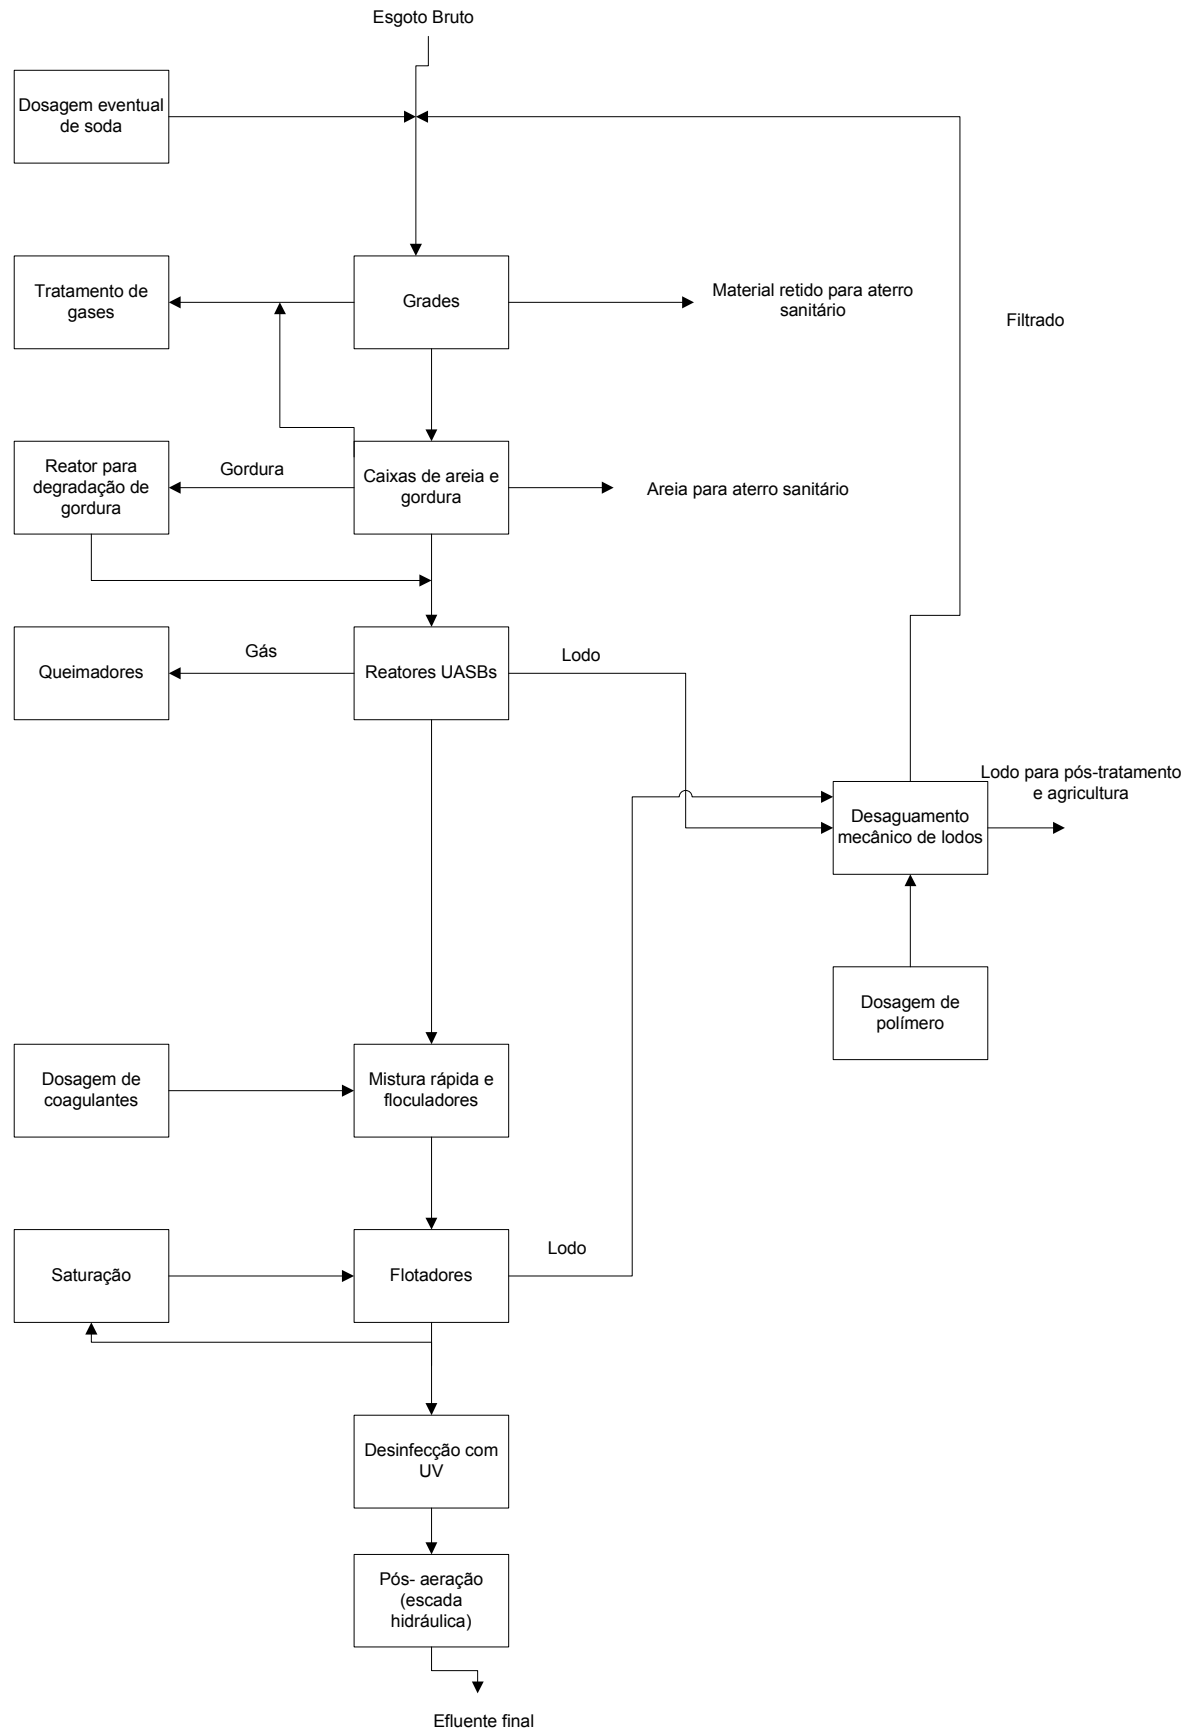 Esgoto Bruto
Dosagem eventual
de soda
Tratamento de
gases
Grades
Material retido para aterro
sanitário
Filtrado
Reator para
degradação de
gordura
Gordura
Caixas de areia e
gordura
Areia para aterro sanitário
Queimadores
Gás
Reatores UASBs
Lodo
Lodo para pós-tratamento
e agricultura
Desaguamento
mecânico de lodos
Dosagem de
polímero
Dosagem de
coagulantes
Mistura rápida e
floculadores
Saturação
Flotadores
Lodo
Desinfecção com
UV
Pós- aeração
(escada
hidráulica)
Efluente final